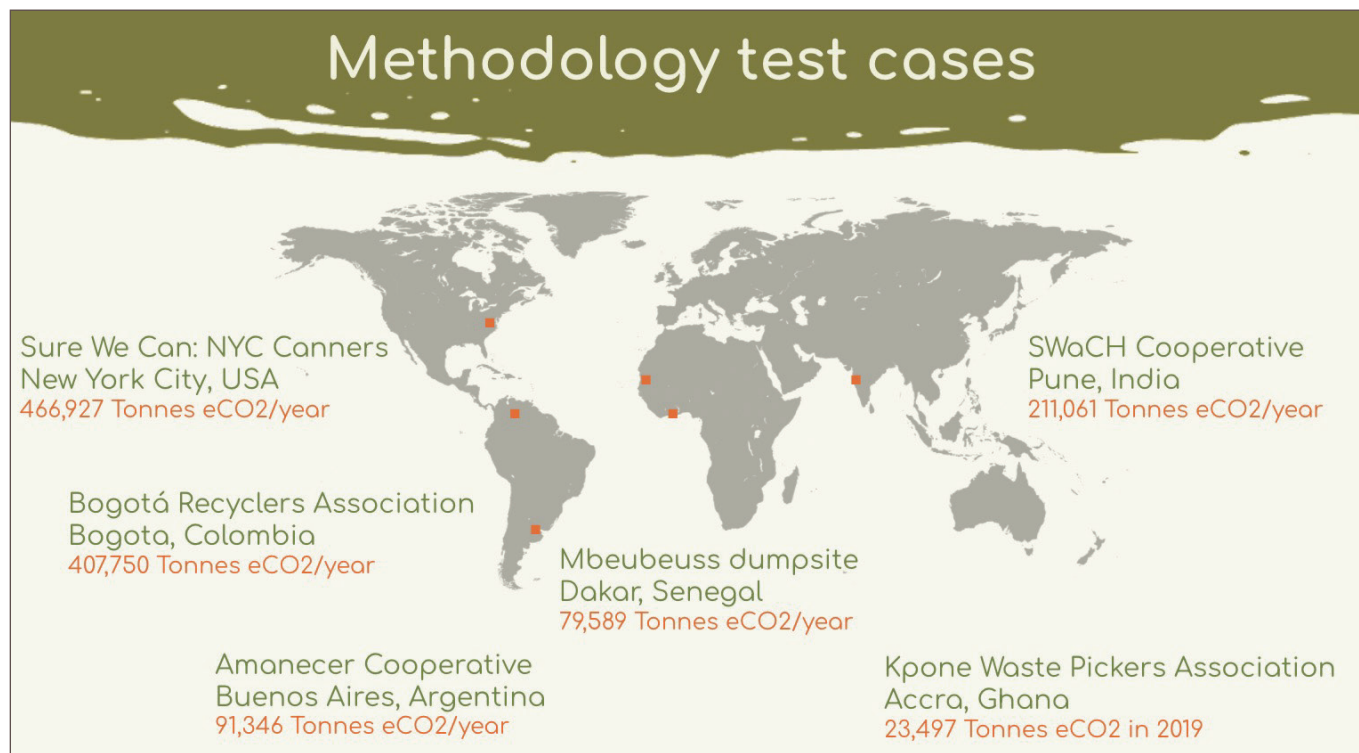 Methodology test cases
Sure We Can: NYC Canners
New York City, USA
466,927 Tonnes eCO2/year
SWaCH Cooperative
Pune, India
211,061 Tonnes eCO2/year
Bogotá Recyclers Association
Bogota, Colombia
407,750 Tonnes eCO2/year
Mbeubeuss dumpsite
Dakar, Senegal
79,589 Tonnes eCO2/year
Amanecer Cooperative
Buenos Aires, Argentina
91,346 Tonnes eCO2/year
Kpone Waste Pickers Association
Accra, Ghana
23,497 Tonnes eCO2 in 2019